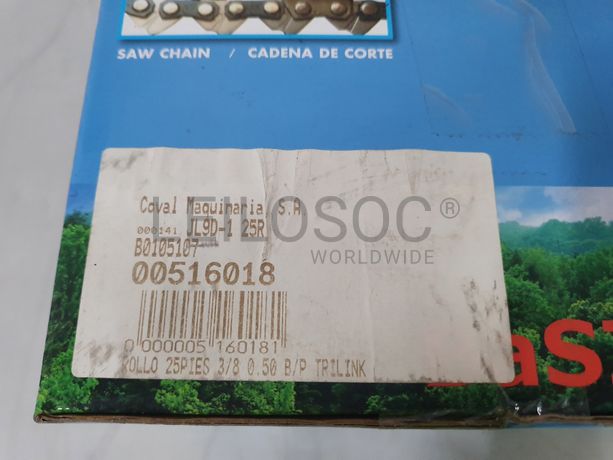 SAW CHAIN / CADENA DE CORTE
Coval Maquinaria, S.A
000141 JL9D-1 25R
B0105107
LEILOSOC®
WORLDWIDE
00516018
0 000005 160181
ROLLO 25PIES 3/8 0.50 B/P TRILINK